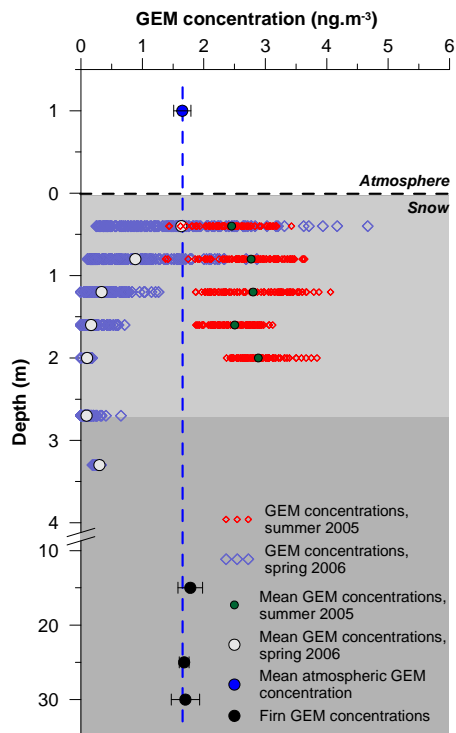 GEM concentration (ng.m-³)
0 1 2 3 4 5 6
1
Atmosphere
0
Snow
1
2
3
4
10
20
30
Depth (m)
GEM concentrations,
summer 2005
GEM concentrations,
spring 2006
Mean GEM concentrations,
summer 2005
Mean GEM concentrations,
spring 2006
Mean atmospheric GEM
concentration
Firn GEM concentrations